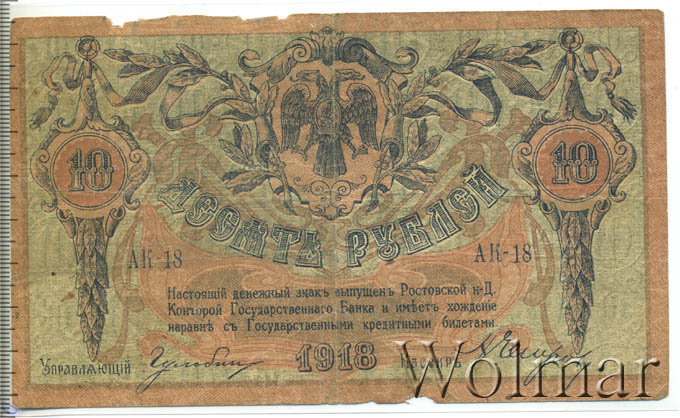 10 10
ДЕСЯТЬ РУБЛЕЙ
АК-18 АК-18
Настоящій денежный знакъ выпущенъ Ростовской н-Д.
Конторой Государственнаго Банка и имѣетъ хожденіе
наравнѣ съ Государственными кредитными билетами.
Управляющій 1918 Кассиръ
Wolmar